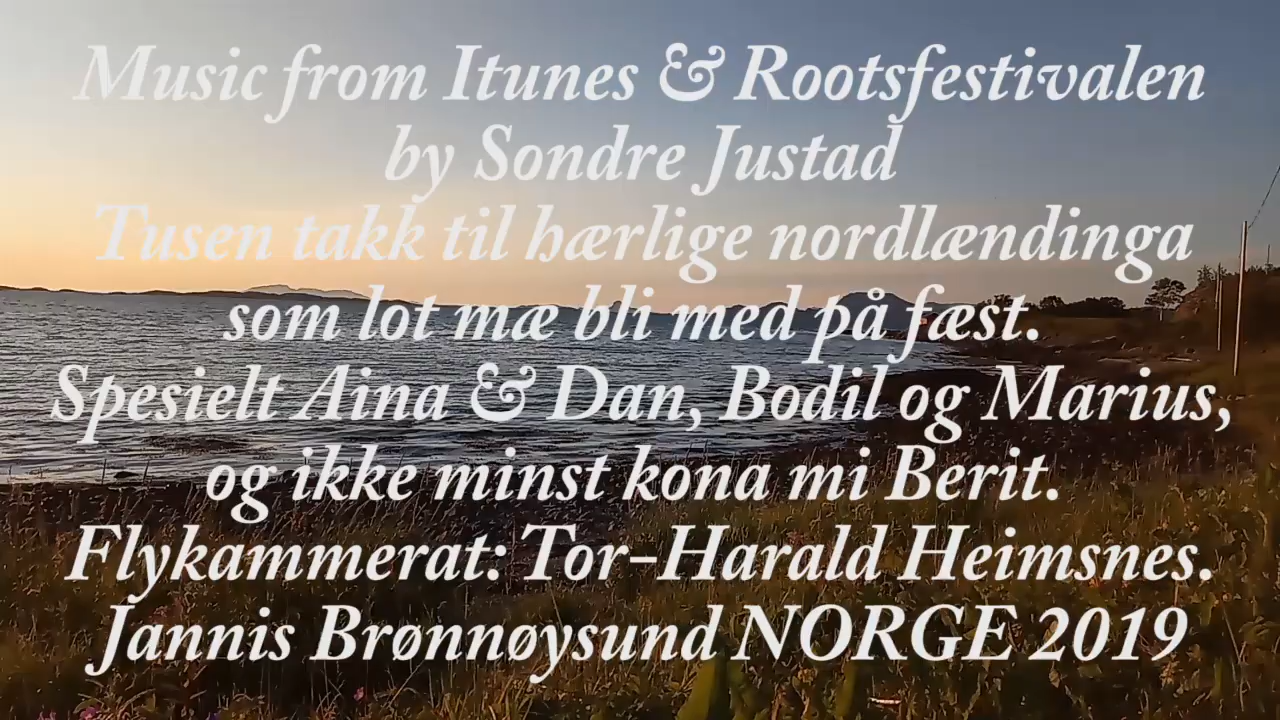 Music from Itunes & Rootsfestivalen
by Sondre Justad
Tusen takk til hærlige nordlændinga
som lot mæ bli med på fæst.
Spesielt Aina & Dan, Bodil og Marius,
og ikke minst kona mi Berit.
Flykammerat: Tor-Harald Heimsnes.
Jannis Brønnøysund NORGE 2019